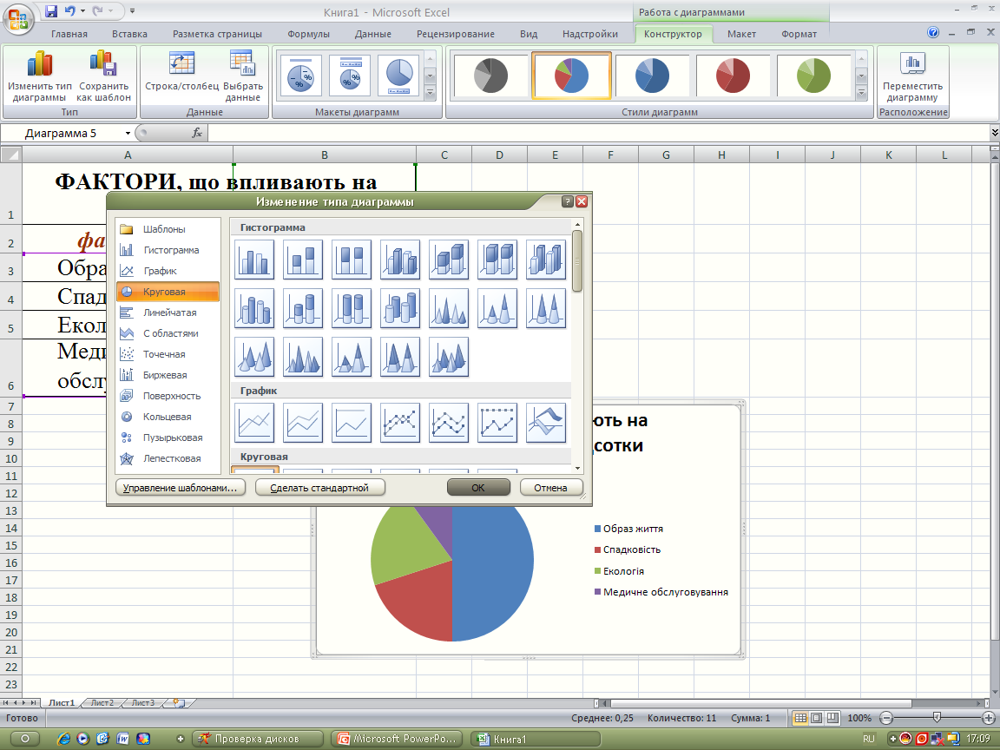 Книга1 - Microsoft Excel
Работа с диаграммами
Главная Вставка Разметка страницы Формулы Данные Рецензирование Вид Надстройки Конструктор Макет Формат
Изменить тип диаграммы
Сохранить как шаблон
Строка/столбец
Выбрать данные
Переместить диаграмму
Тип Данные Макеты диаграмм Стили диаграмм Расположение
Диаграмма 5
fx
A B C D E F G H I J K L
1
ФАКТОРИ, що впливають на
2
фа
3
Обра
4
Спад
5
Екол
6
Меди
обслу
7
8
9
10
11
12
13
14
15
16
17
18
19
20
21
22
23
Изменение типа диаграммы
Шаблоны
Гистограмма
График
Круговая
Линейчатая
С областями
Точечная
Биржевая
Поверхность
Кольцевая
Пузырьковая
Лепестковая
Гистограмма
График
Круговая
Управление шаблонами...
Сделать стандартной
ОК
Отмена
ють на
дсотки
Образ життя
Спадковість
Екологія
Медичне обслуговування
Лист1 Лист2 Лист3
Готово
Среднее: 0,25 Количество: 11 Сумма: 1
100%
Проверка дисков
Microsoft PowerPo...
Книга1
RU
17:09